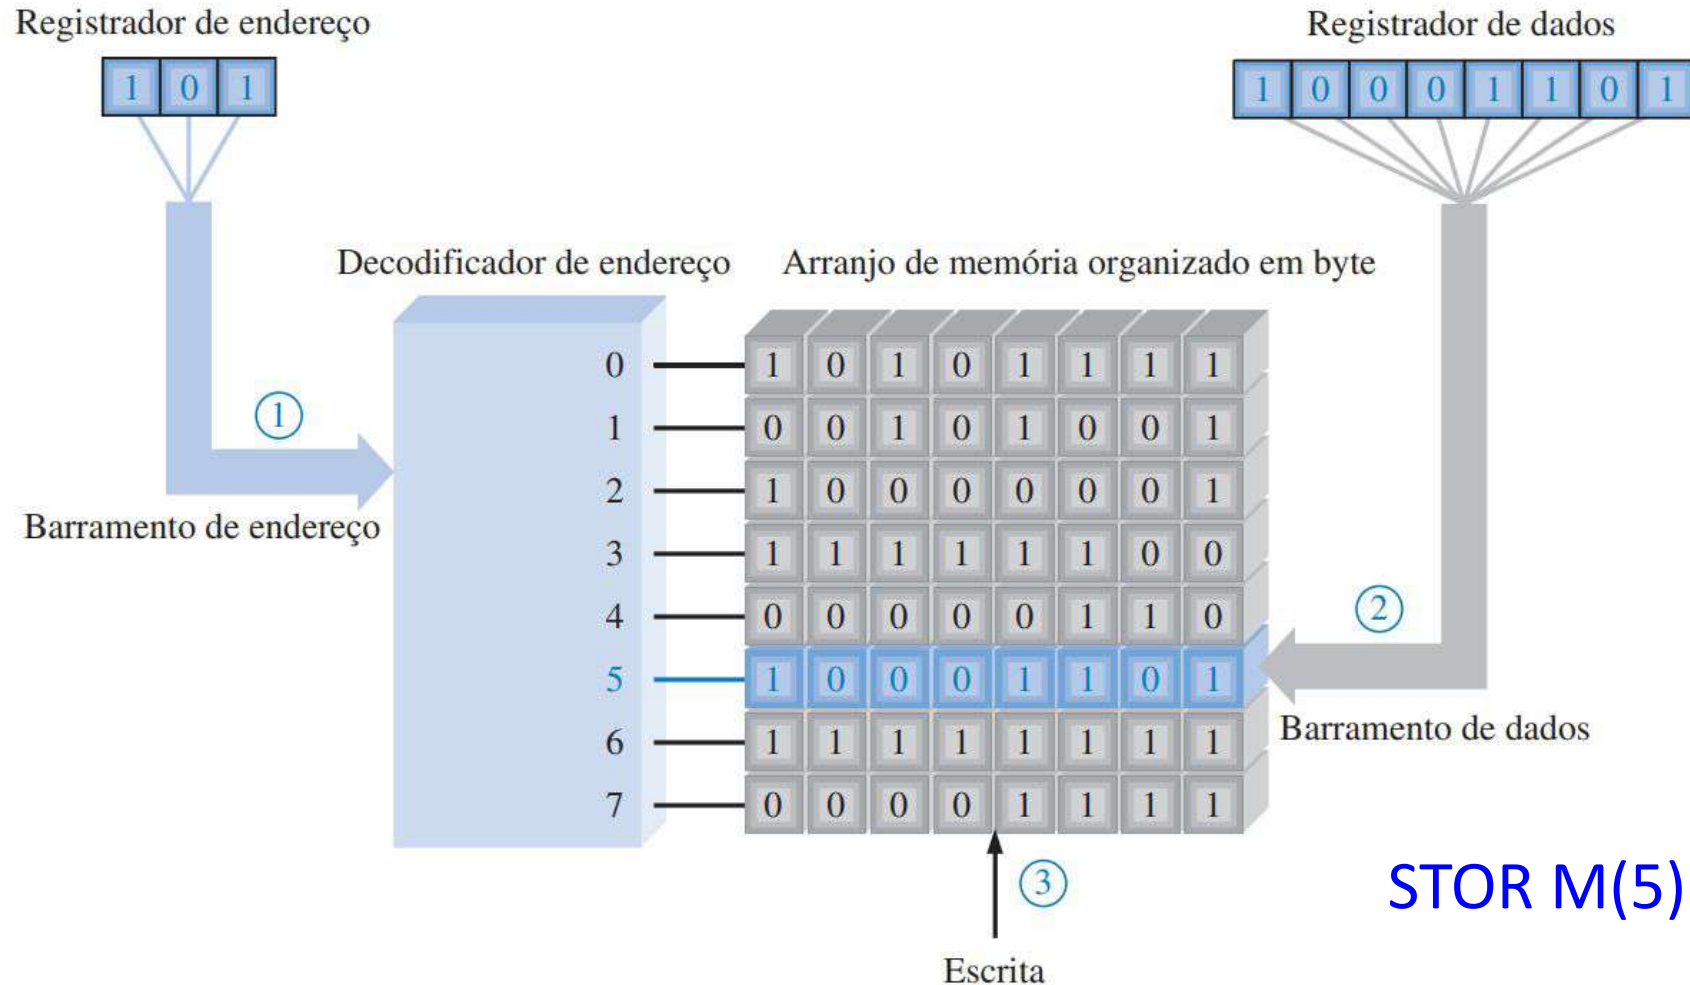 Registrador de endereço
1 0 1
Registrador de dados
1 0 0 0 1 1 0 1
Decodificador de endereço
Arranjo de memória organizado em byte
0 1 0 1 0 1 1 1 1
1 0 0 1 0 1 0 0 1
2 1 0 0 0 0 0 0 1
3 1 1 1 1 1 1 0 0
4 0 0 0 0 0 1 1 0
5 1 0 0 0 1 1 0 1
6 1 1 1 1 1 1 1 1
7 0 0 0 0 1 1 1 1
1
Barramento de endereço
2
Barramento de dados
3
Escrita
STOR M(5)